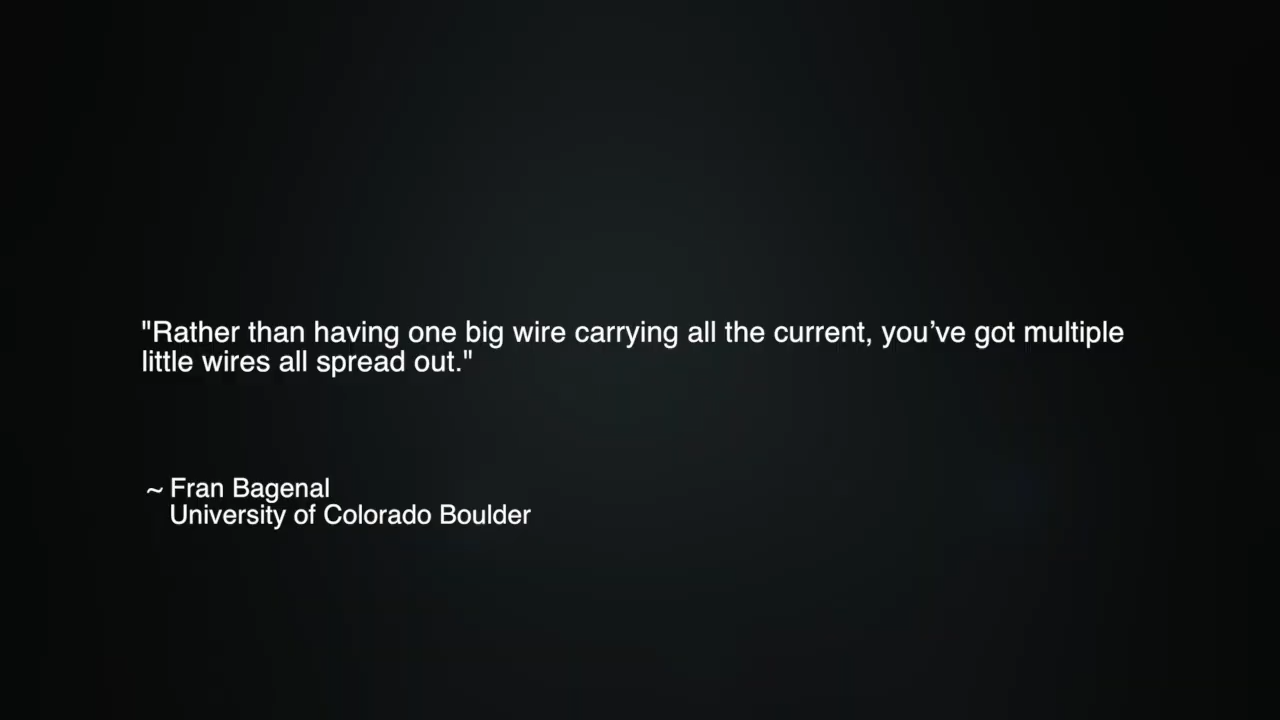 "Rather than having one big wire carrying all the current, you’ve got multiple
little wires all spread out."
~ Fran Bagenal
University of Colorado Boulder